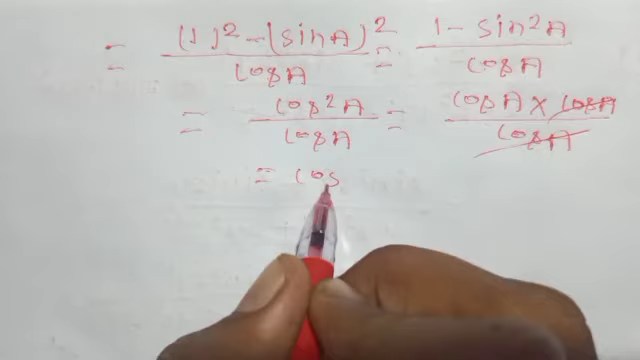 = (1)² - (sinA)² / cosA = 1 - sin²A / cosA
= cos²A / cosA = cosA × cosA / cosA
= cos